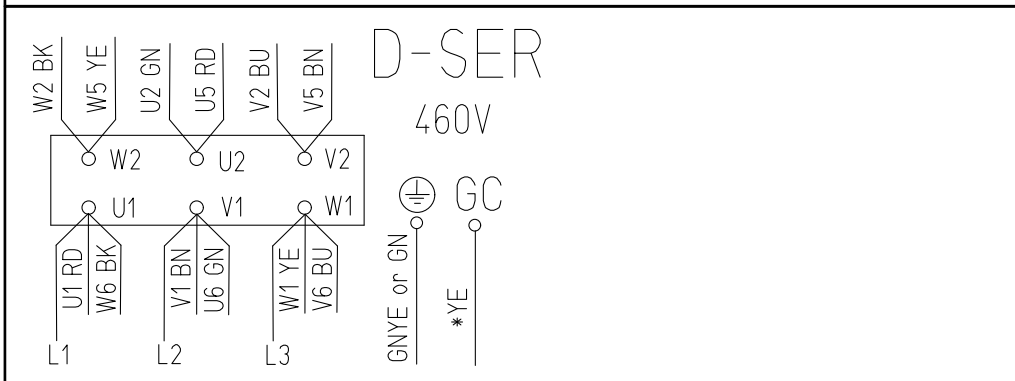 W2 BK
W5 YE
U2 GN
U5 RD
V2 BU
V5 BN
D-SER
460V
W2
U2
V2
U1
V1
W1
GC
U1 RD
W6 BK
V1 BN
U6 GN
W1 YE
V6 BU
GNYE or GN
*YE
L1
L2
L3